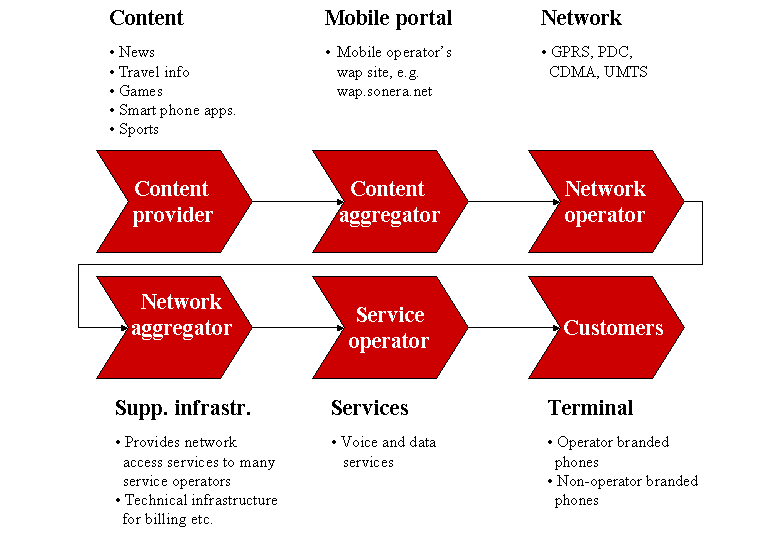 Content
Mobile portal
Network
• News
• Travel info
• Games
• Smart phone apps.
• Sports
• Mobile operator's
wap site, e.g.
wap.sonera.net
• GPRS, PDC,
CDMA, UMTS
Content
provider
Content
aggregator
Network
operator
Network
aggregator
Service
operator
Customers
Supp. infrastr.
Services
Terminal
• Provides network
access services to many
service operators
• Technical infrastructure
for billing etc.
• Voice and data
services
• Operator branded
phones
• Non-operator branded
phones